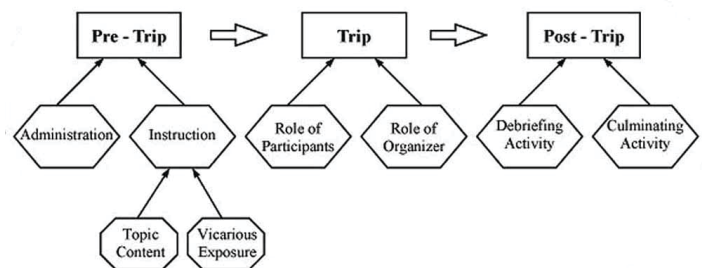 Pre - Trip
Trip
Post - Trip
Administration
Instruction
Role of
Participants
Role of
Organizer
Debriefing
Activity
Culminating
Activity
Topic
Content
Vicarious
Exposure